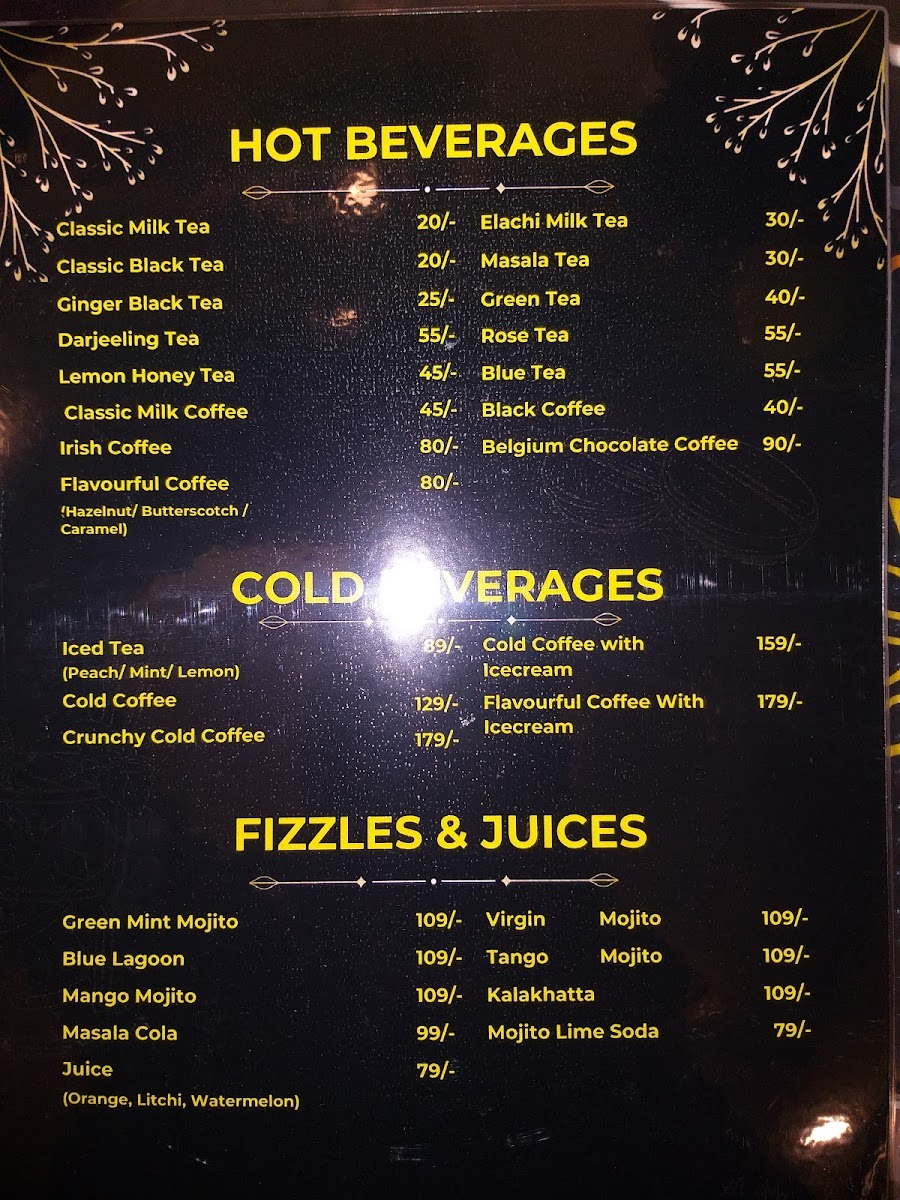 HOT BEVERAGES
Classic Milk Tea 20/-
Classic Black Tea 20/-
Ginger Black Tea 25/-
Darjeeling Tea 55/-
Lemon Honey Tea 45/-
Classic Milk Coffee 45/-
Irish Coffee 80/-
Flavourful Coffee 80/-
(Hazelnut/ Butterscotch /
Caramel)
Elachi Milk Tea 30/-
Masala Tea 30/-
Green Tea 40/-
Rose Tea 55/-
Blue Tea 55/-
Black Coffee 40/-
Belgium Chocolate Coffee 90/-
COLD BEVERAGES
Iced Tea 89/-
(Peach/ Mint/ Lemon)
Cold Coffee 129/-
Crunchy Cold Coffee 179/-
Cold Coffee with 159/-
Icecream
Flavourful Coffee With 179/-
Icecream
FIZZLES & JUICES
Green Mint Mojito 109/-
Blue Lagoon 109/-
Mango Mojito 109/-
Masala Cola 99/-
Juice 79/-
(Orange, Litchi, Watermelon)
Virgin Mojito 109/-
Tango Mojito 109/-
Kalakhatta 109/-
Mojito Lime Soda 79/-